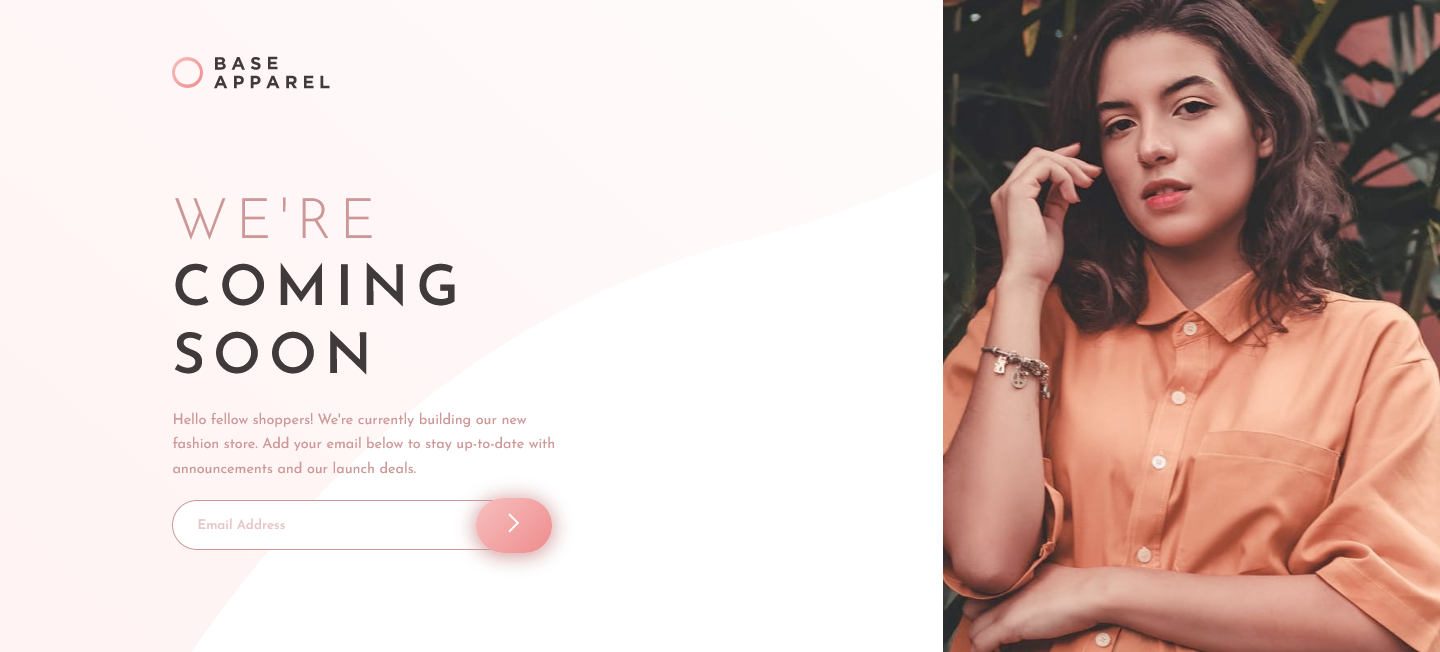 BASE
APPAREL
WE'RE
COMING
SOON
Hello fellow shoppers! We're currently building our new
fashion store. Add your email below to stay up-to-date with
announcements and our launch deals.
Email Address